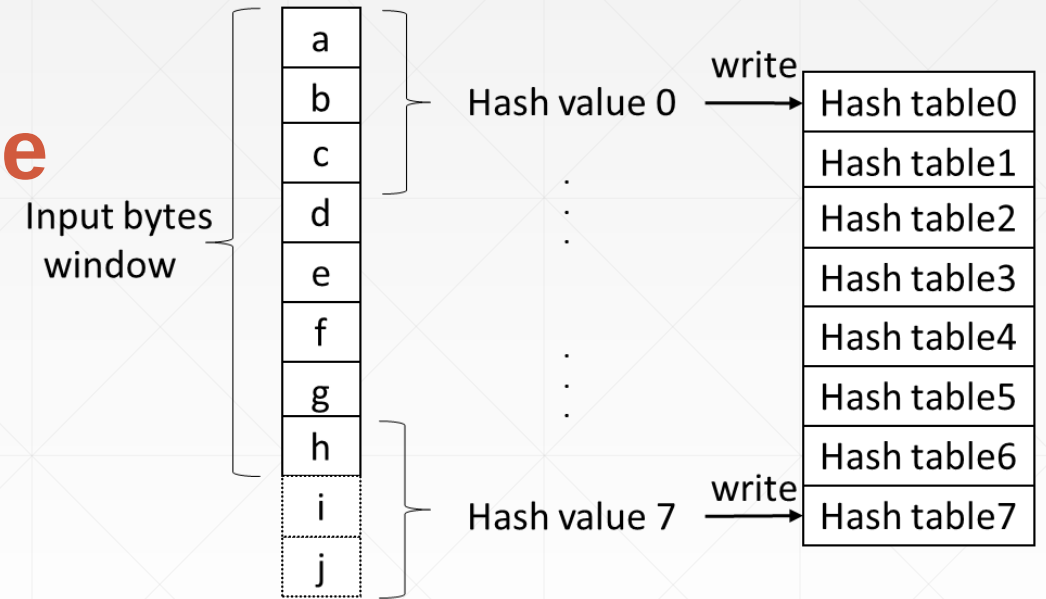 e
Input bytes
window
a
b
c
d
e
f
g
h
i
j
Hash value 0
.
.
.
.
.
.
Hash value 7
write
write
Hash table0
Hash table1
Hash table2
Hash table3
Hash table4
Hash table5
Hash table6
Hash table7